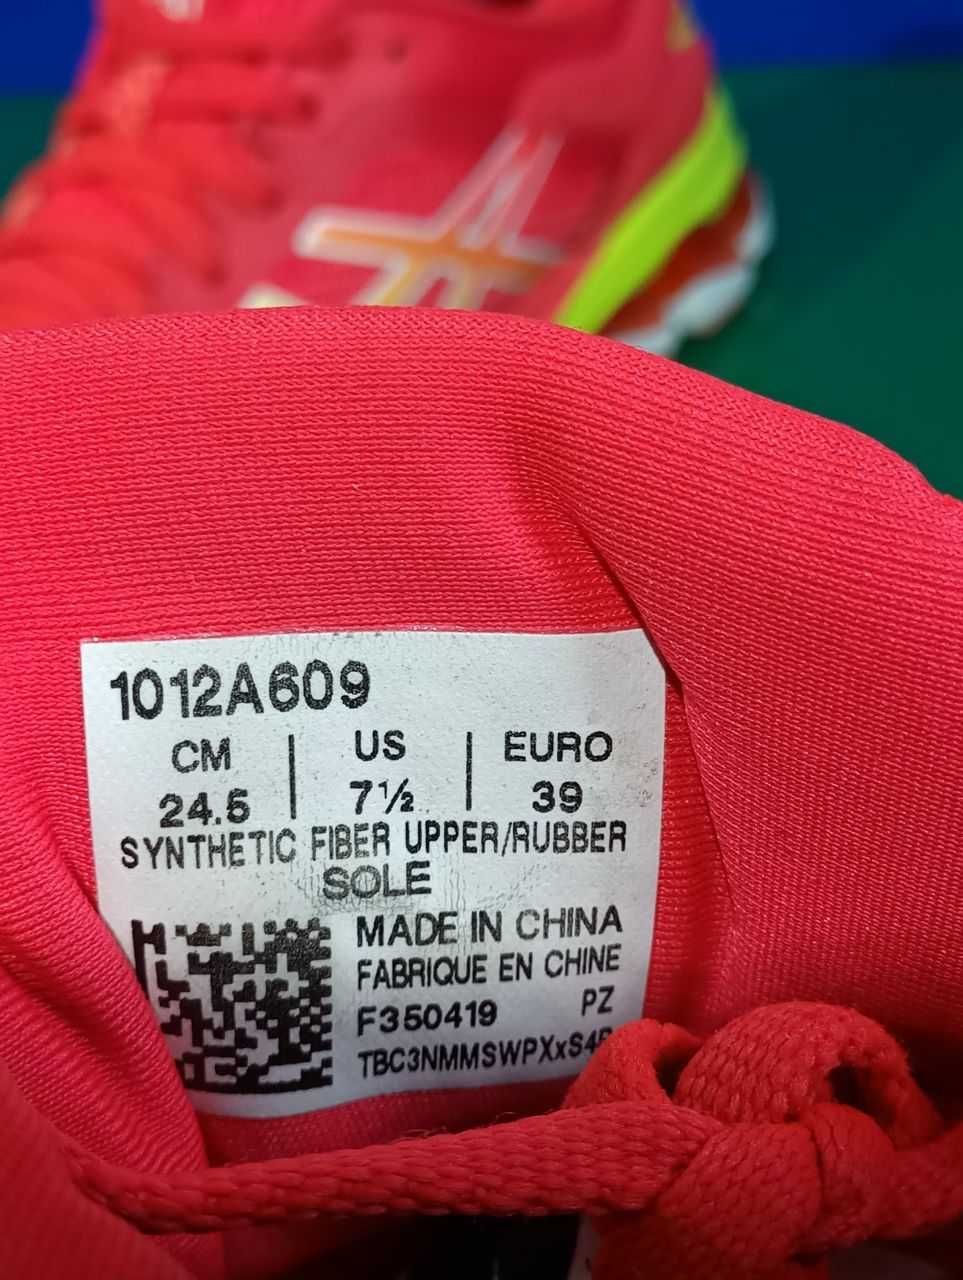 1012A609
CM | US | EURO
24.5 | 7½ | 39
SYNTHETIC FIBER UPPER/RUBBER
SOLE
MADE IN CHINA
FABRIQUE EN CHINE
F350419 PZ